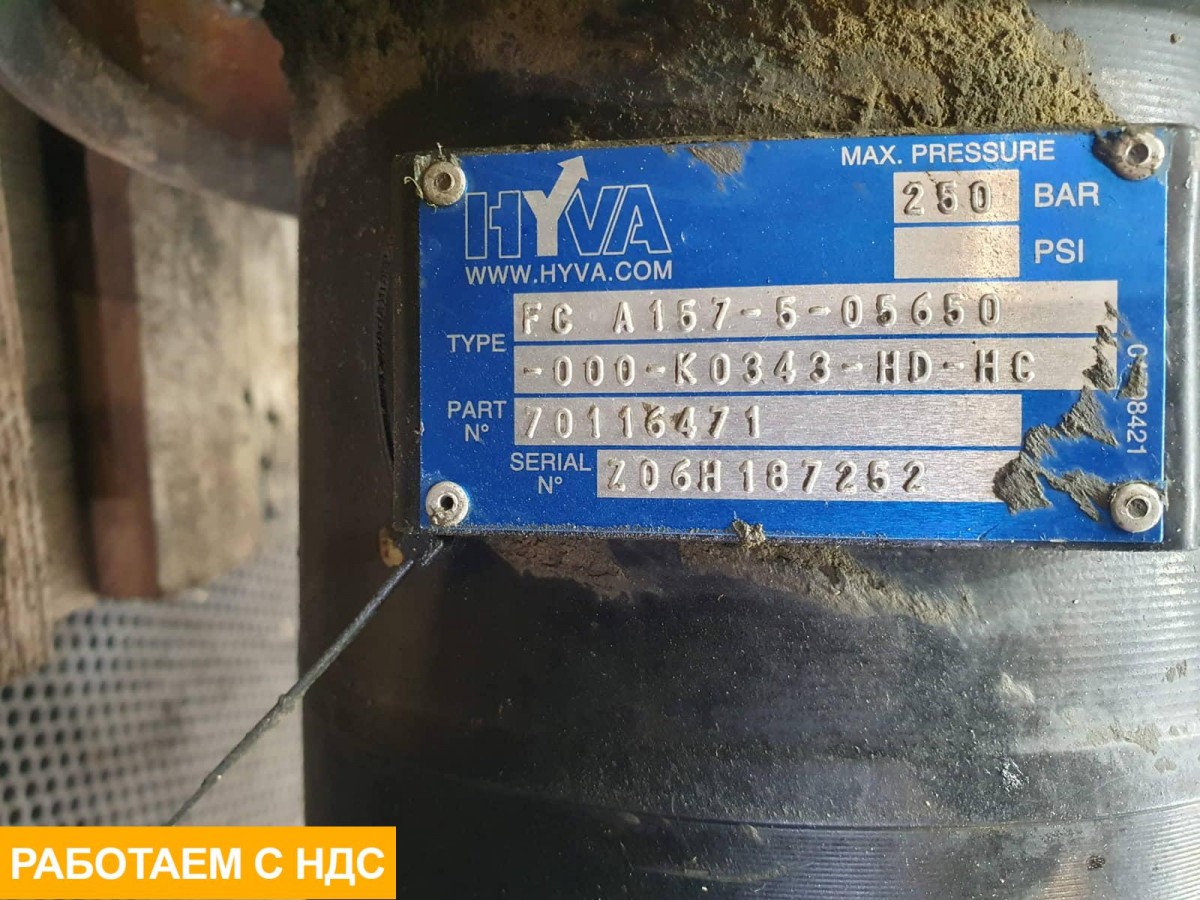 HYVA
WWW.HYVA.COM
MAX. PRESSURE
250 BAR
PSI
TYPE
FC A157-5-05650
-000-K0343-HD-HC
PART N° 70116471
SERIAL N° Z06H187252
РАБОТАЕМ С НДС